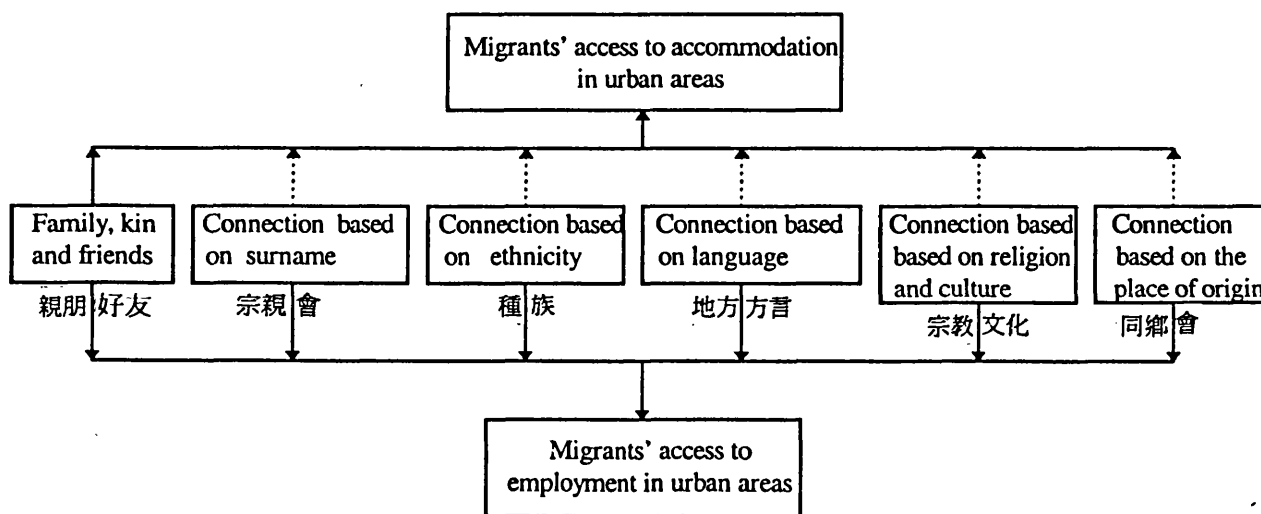 Migrants' access to accommodation
in urban areas
Family, kin
and friends
親朋好友
Connection based
on surname
宗親會
Connection based
on ethnicity
種族
Connection based
on language
地方方言
Connection based
based on religion
and culture
宗教文化
Connection
based on the
place of origin
同鄉會
Migrants' access to
employment in urban areas